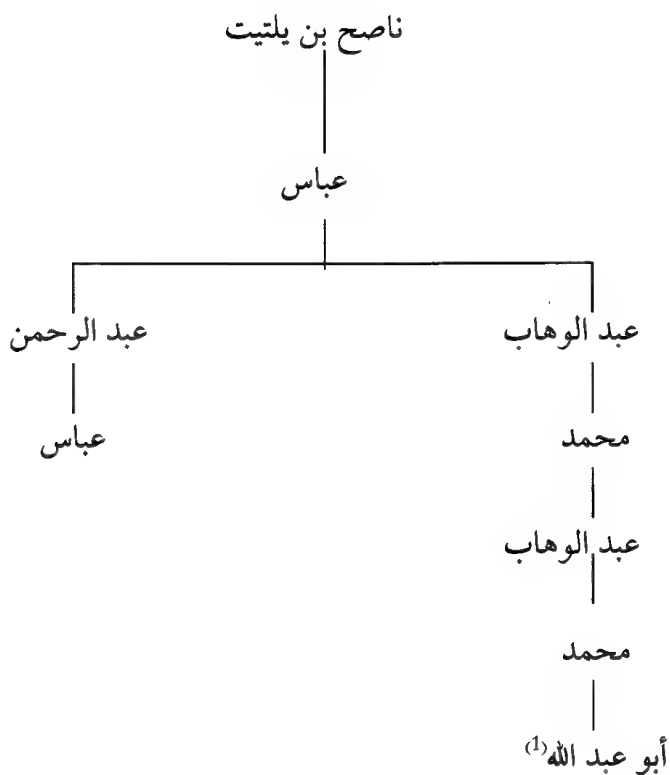 ناصح بن يلتيت
عباس
عبد الوهاب
عبد الرحمن
محمد
عباس
عبد الوهاب
محمد
أبو عبد الله(1)